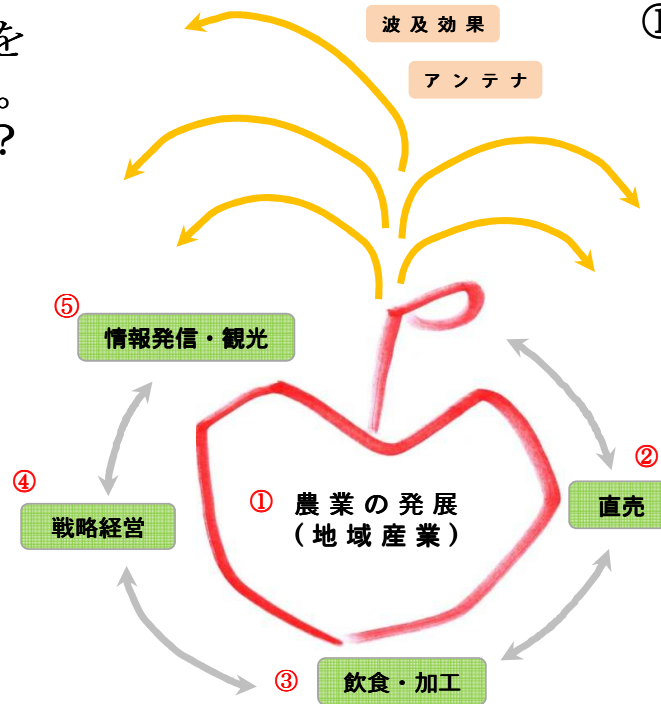 を
。
?
①
波及効果
アンテナ
⑤
情報発信・観光
②
直売
④
戦略経営
① 農業の発展
(地域産業)
③
飲食・加工